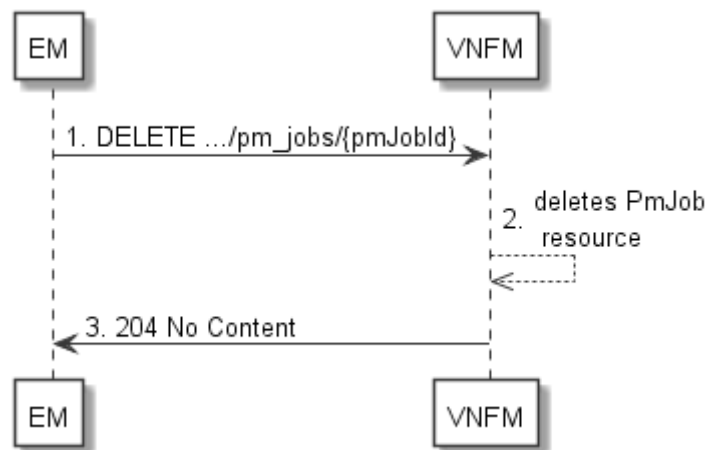 EM
VNFM
1. DELETE .../pm_jobs/{pmJobId}
2. deletes PmJob
resource
3. 204 No Content
EM
VNFM